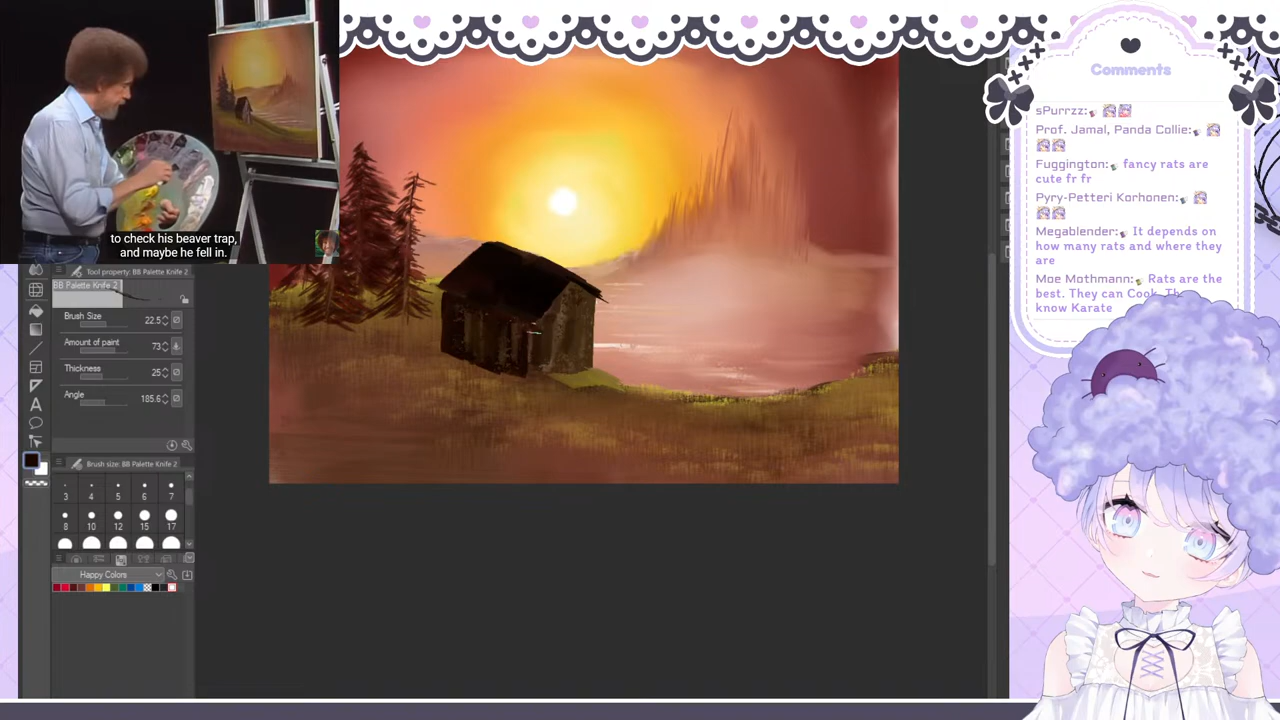 to check his beaver trap,
and maybe he fell in.
Tool property: BB Palette Knife 2
BB Palette Knife 2
Brush Size 22.5
Amount of paint 73
Thickness 25
Angle 185.6
Brush size: BB Palette Knife 2
3 4 5 6 7
8 10 12 15 17
Happy Colors
Comments
sPurrzz:
Prof. Jamal, Panda Collie:
Fuggington: fancy rats are
cute fr fr
Pyry-Petteri Korhonen:
Megablender: It depends on
how many rats and where they
are
Moe Mothmann: Rats are the
best. They can Cook.
know Karate